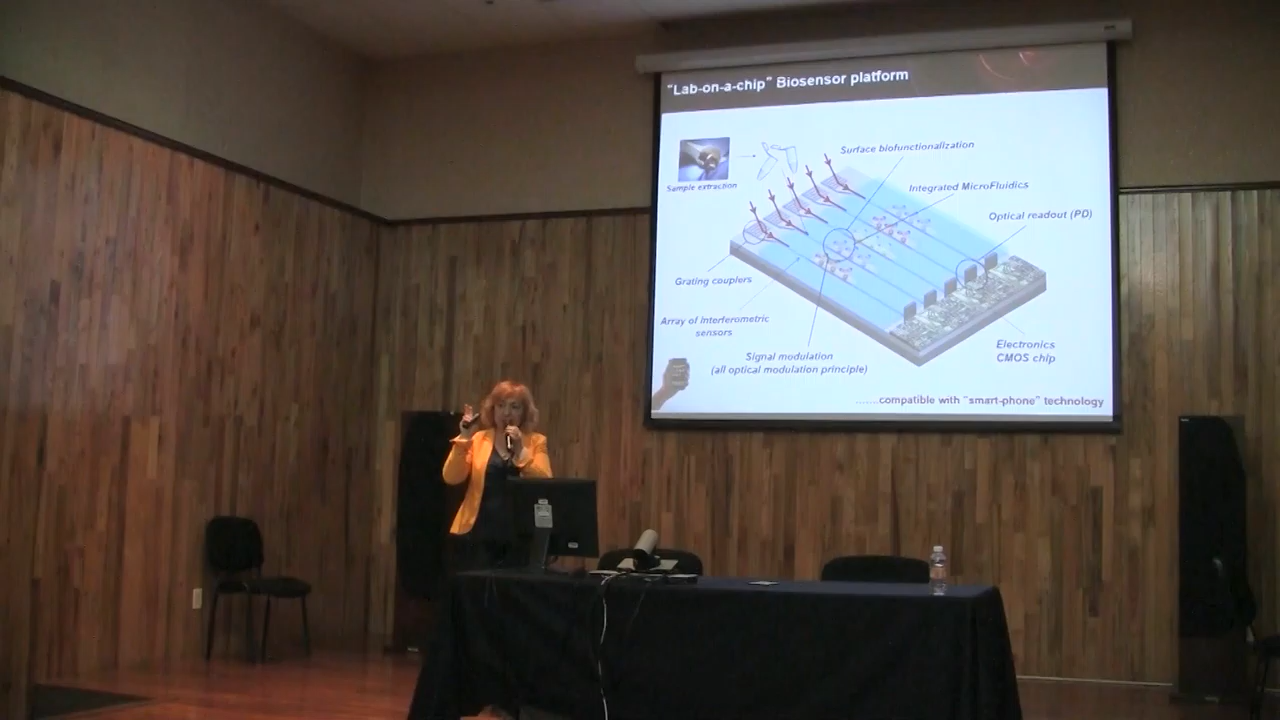 "Lab-on-a-chip" Biosensor platform
Surface biofunctionalization
Sample extraction
Integrated MicroFluidics
Optical readout (PD)
Grating couplers
Array of Interferometric
sensors
Signal modulation
(all optical modulation principle)
Electronics
CMOS chip
.......compatible with "smart-phone" technology